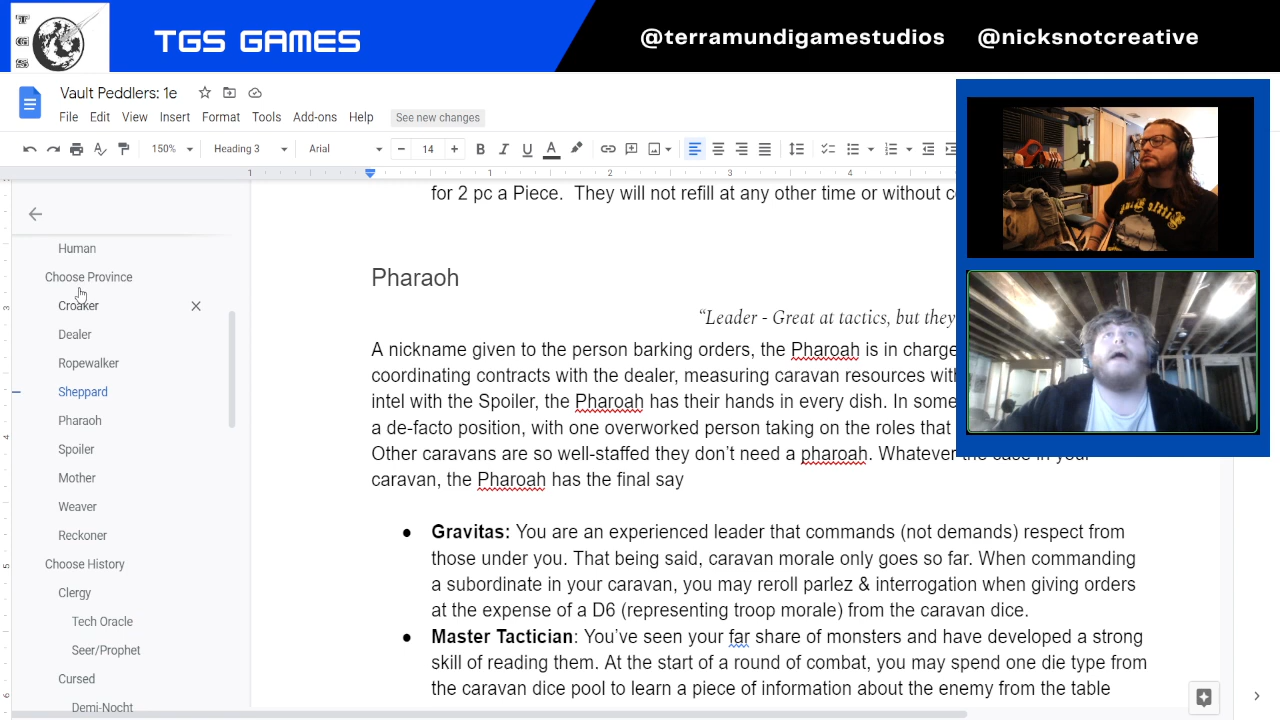 T
G
S
TGS GAMES
@terramundigamestudios @nicksnotcreative
Vault Peddlers: 1e
File Edit View Insert Format Tools Add-ons Help See new changes
150% Heading 3 Arial 14
1 1 2 3 4
for 2 pc a Piece. They will not refill at any other time or without
Human
Choose Province
Croaker
Dealer
Ropewalker
Sheppard
Pharaoh
Spoiler
Mother
Weaver
Reckoner
Choose History
Clergy
Tech Oracle
Seer/Prophet
Cursed
Demi-Nocht
Pharaoh
“Leader - Great at tactics, but they
A nickname given to the person barking orders, the Pharoah is in charge
coordinating contracts with the dealer, measuring caravan resources
intel with the Spoiler, the Pharoah has their hands in every dish. In some
a de-facto position, with one overworked person taking on the roles that
Other caravans are so well-staffed they don’t need a pharoah. Whatever the case in your
caravan, the Pharoah has the final say
● Gravitas: You are an experienced leader that commands (not demands) respect from
those under you. That being said, caravan morale only goes so far. When commanding
a subordinate in your caravan, you may reroll parlez & interrogation when giving orders
at the expense of a D6 (representing troop morale) from the caravan dice.
● Master Tactician: You’ve seen your far share of monsters and have developed a strong
skill of reading them. At the start of a round of combat, you may spend one die type from
the caravan dice pool to learn a piece of information about the enemy from the table